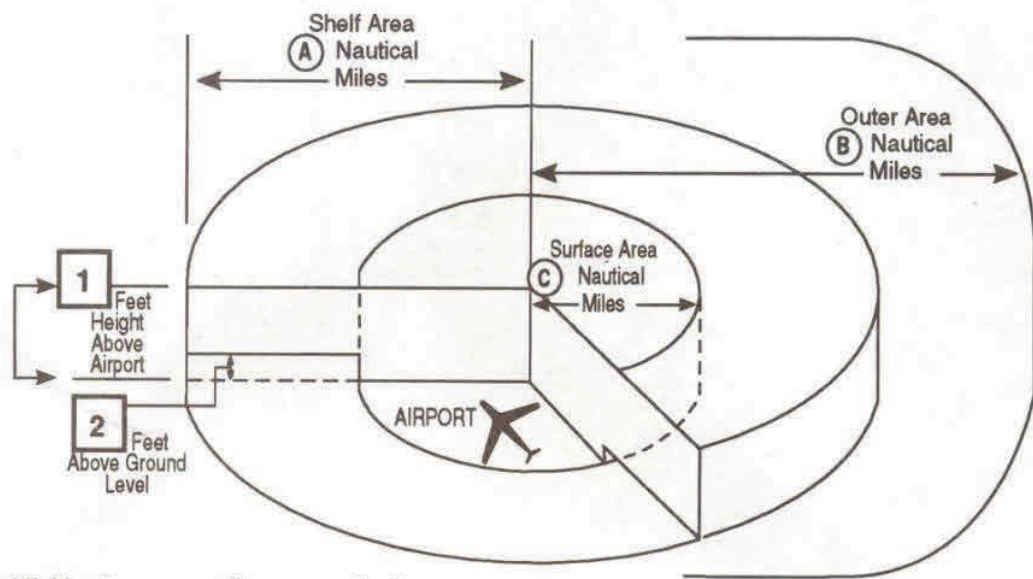 Shelf Area
A Nautical
Miles
Outer Area
B Nautical
Miles
Surface Area
C Nautical
Miles
1 Feet
Height
Above
Airport
AIRPORT
2 Feet
Above Ground
Level